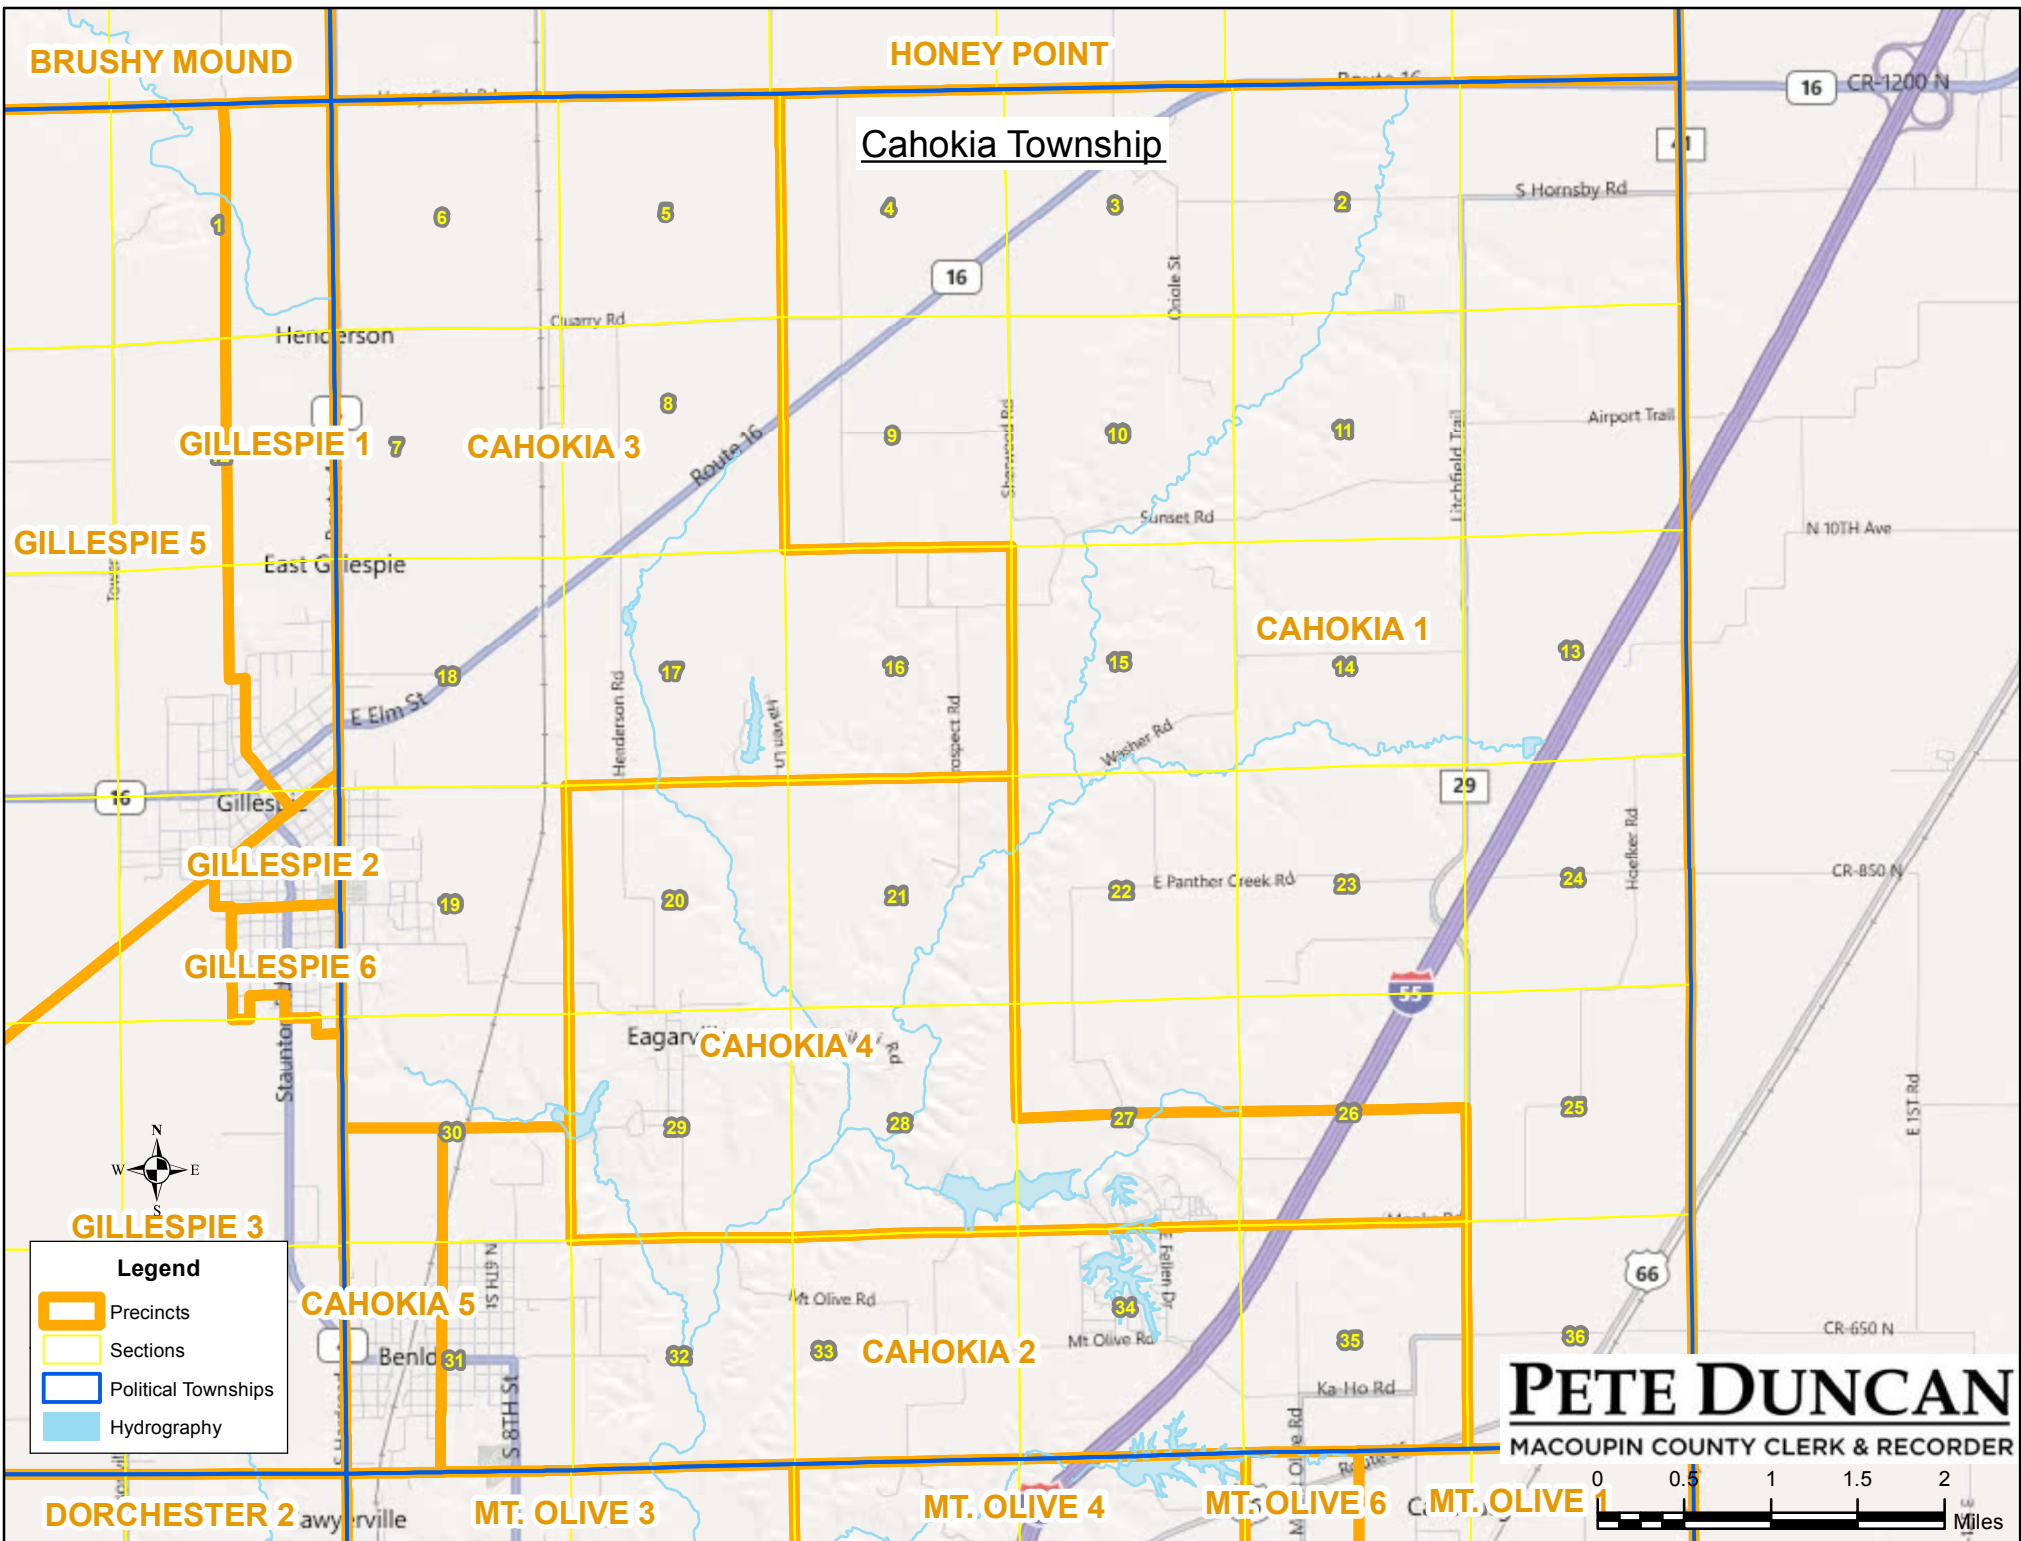 BRUSHY MOUND
HONEY POINT
Route 16
16
CR-1200 N
Cahokia Township
41
S Hornsby Rd
1
6
5
4
3
2
16
Oriole St
Quarry Rd
Henderson
8
Airport Trail
GILLESPIE 1
7
CAHOKIA 3
9
10
11
Route 16
Sherwood Rd
Litchfield Trail
Sunset Rd
N 10TH Ave
GILLESPIE 5
East Gillespie
CAHOKIA 1
18
17
16
15
14
13
E Elm St
Henderson Rd
Haven Ln
Washer Rd
16
Gillespie
29
Hoefker Rd
GILLESPIE 2
19
20
21
22
E Panther Creek Rd
23
24
CR-850 N
GILLESPIE 6
55
Staunton
CAHOKIA 4
Rd
30
29
28
27
26
25
E 1ST Rd
N
W
E
S
GILLESPIE 3
N 6TH St
E Fellen Dr
66
Legend
Precincts
Sections
Political Townships
Hydrography
CAHOKIA 5
Mt Olive Rd
34
Mt Olive Rd
CR-650 N
31
32
33
CAHOKIA 2
35
36
Ka-Ho Rd
S 8TH St
PETE DUNCAN
MACOUPIN COUNTY CLERK & RECORDER
0 0.5 1 1.5 2
Miles
DORCHESTER 2
MT. OLIVE 3
MT. OLIVE 4
MT. OLIVE 6
MT. OLIVE 1